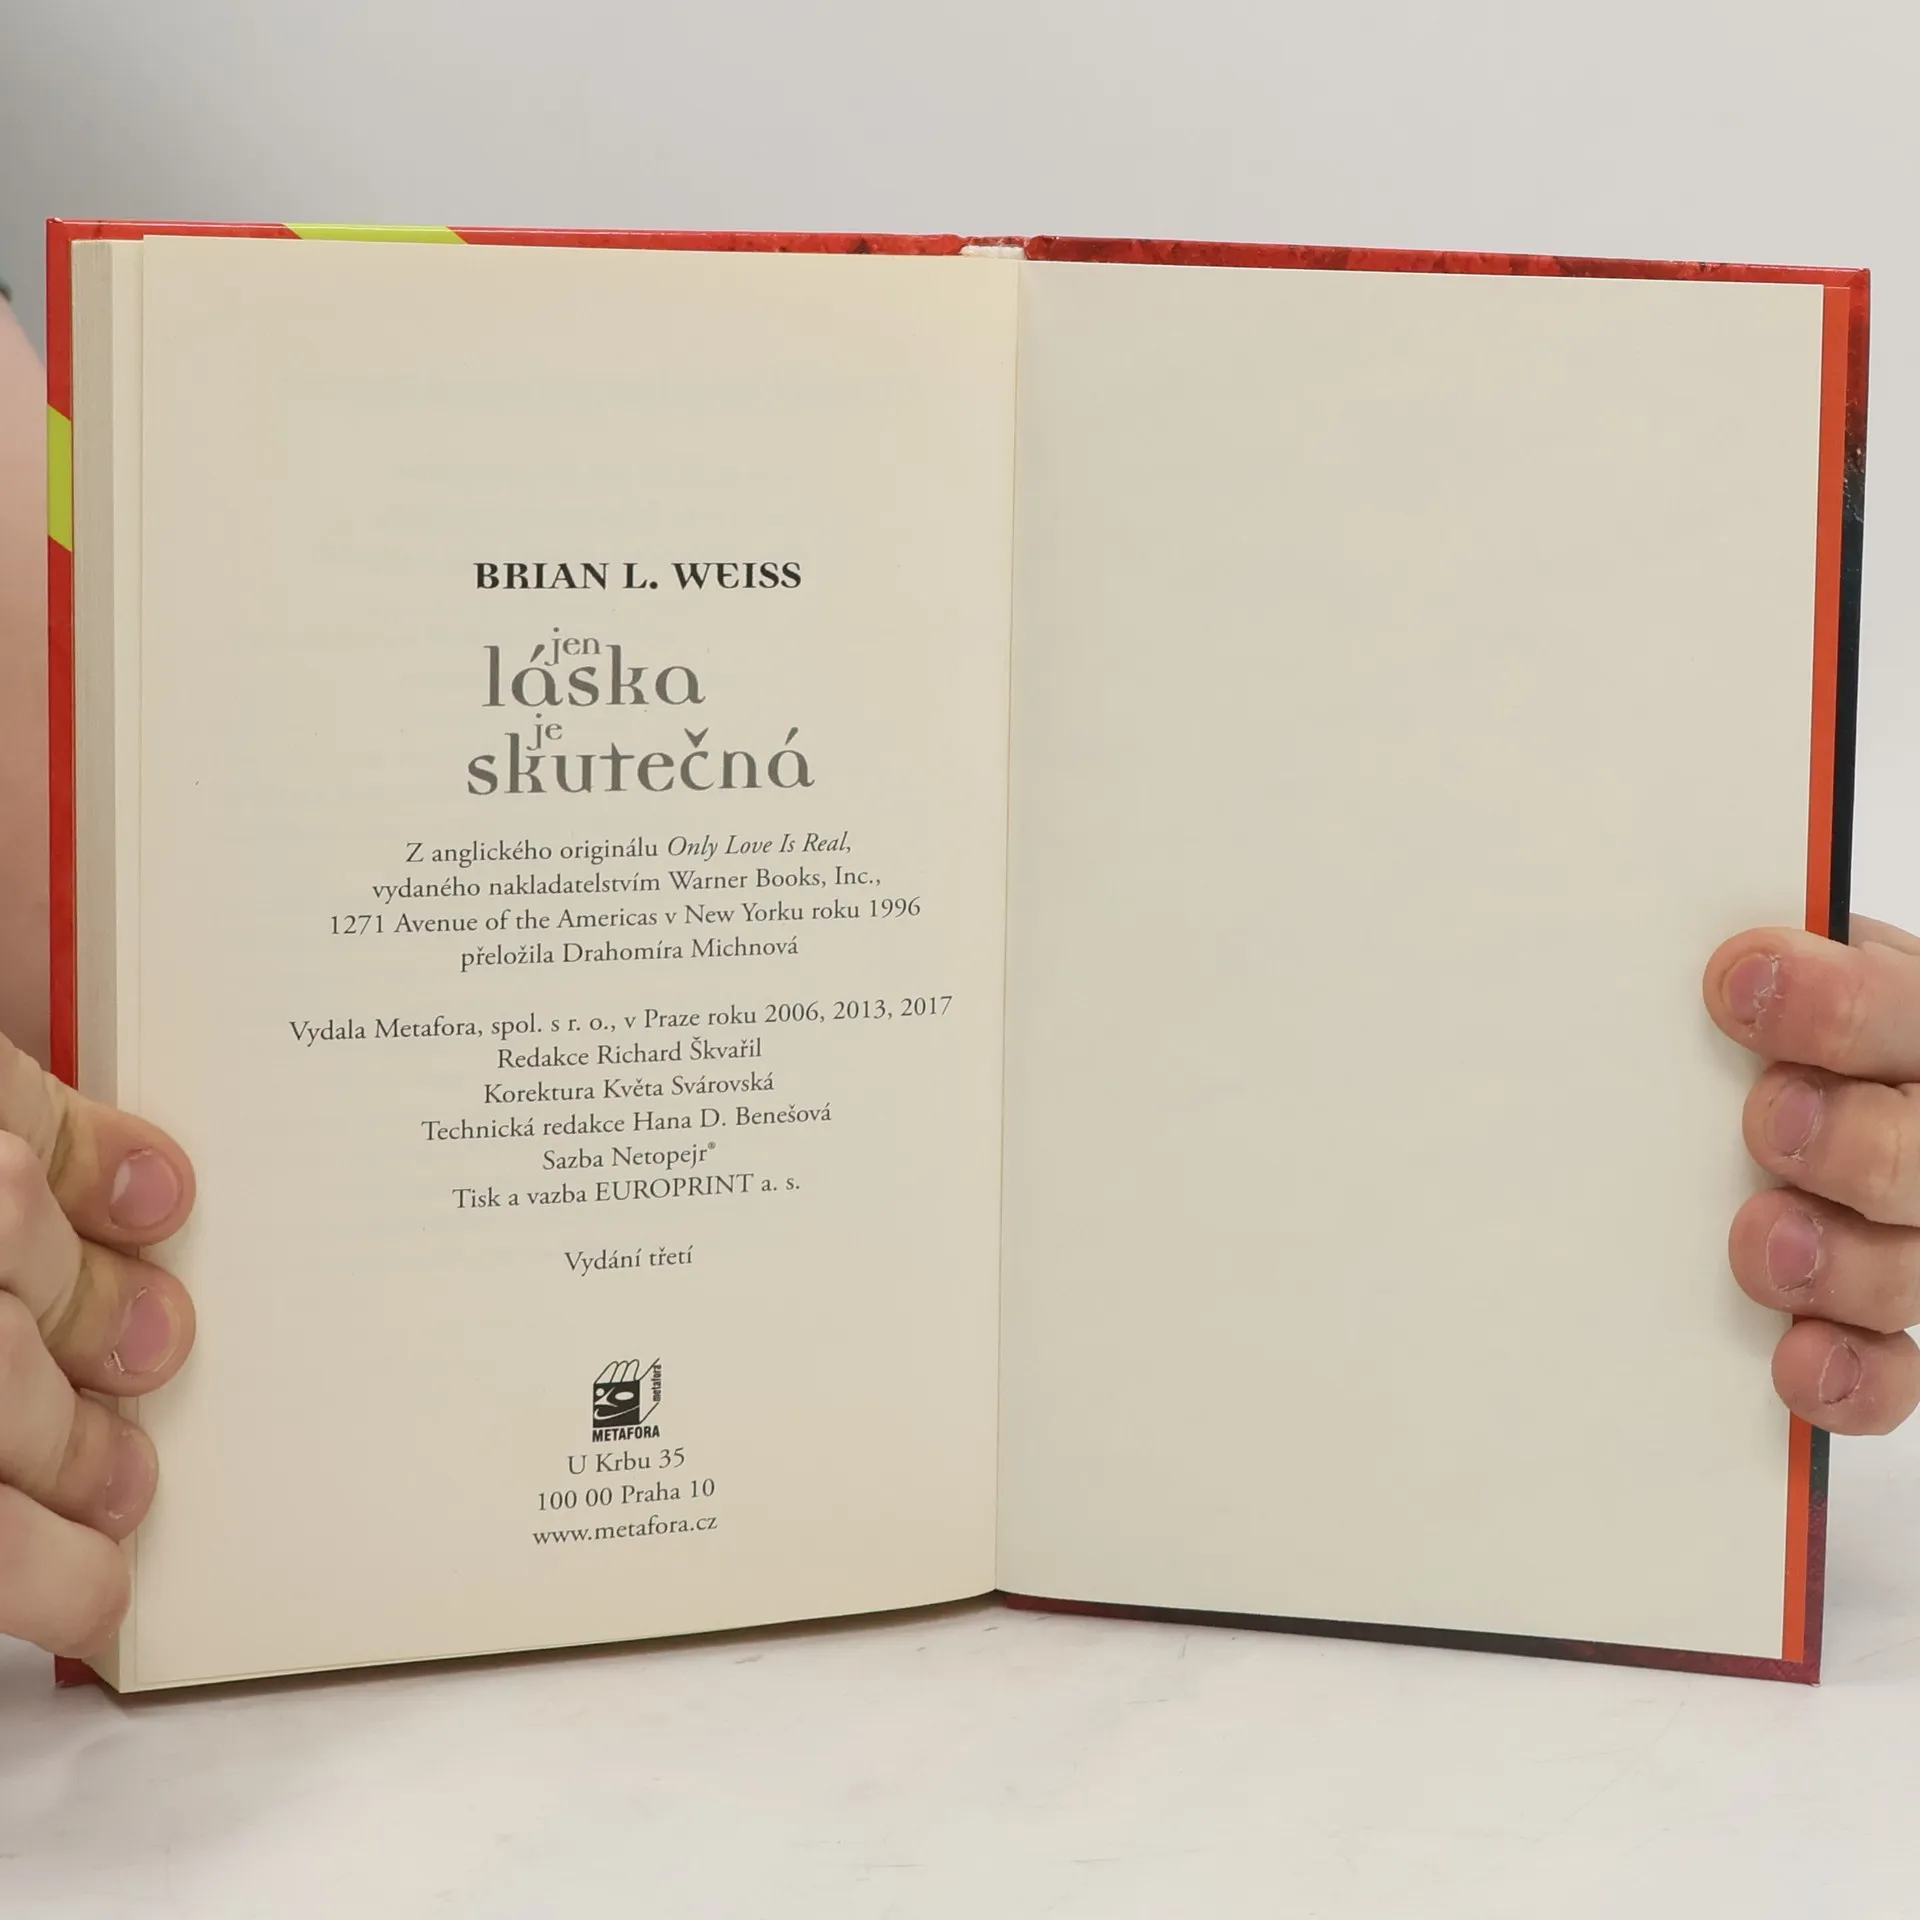 BRIAN L. WEISS
jen
láska
je
skutečná
Z anglického originálu Only Love Is Real,
vydaného nakladatelstvím Warner Books, Inc.,
1271 Avenue of the Americas v New Yorku roku 1996
přeložila Drahomíra Michnová
Vydala Metafora, spol. s r. o., v Praze roku 2006, 2013, 2017
Redakce Richard Škvařil
Korektura Květa Svárovská
Technická redakce Hana D. Benešová
Sazba Netopejr®
Tisk a vazba EUROPRINT a. s.
Vydání třetí
metafora
METAFORA
U Krbu 35
100 00 Praha 10
www.metafora.cz